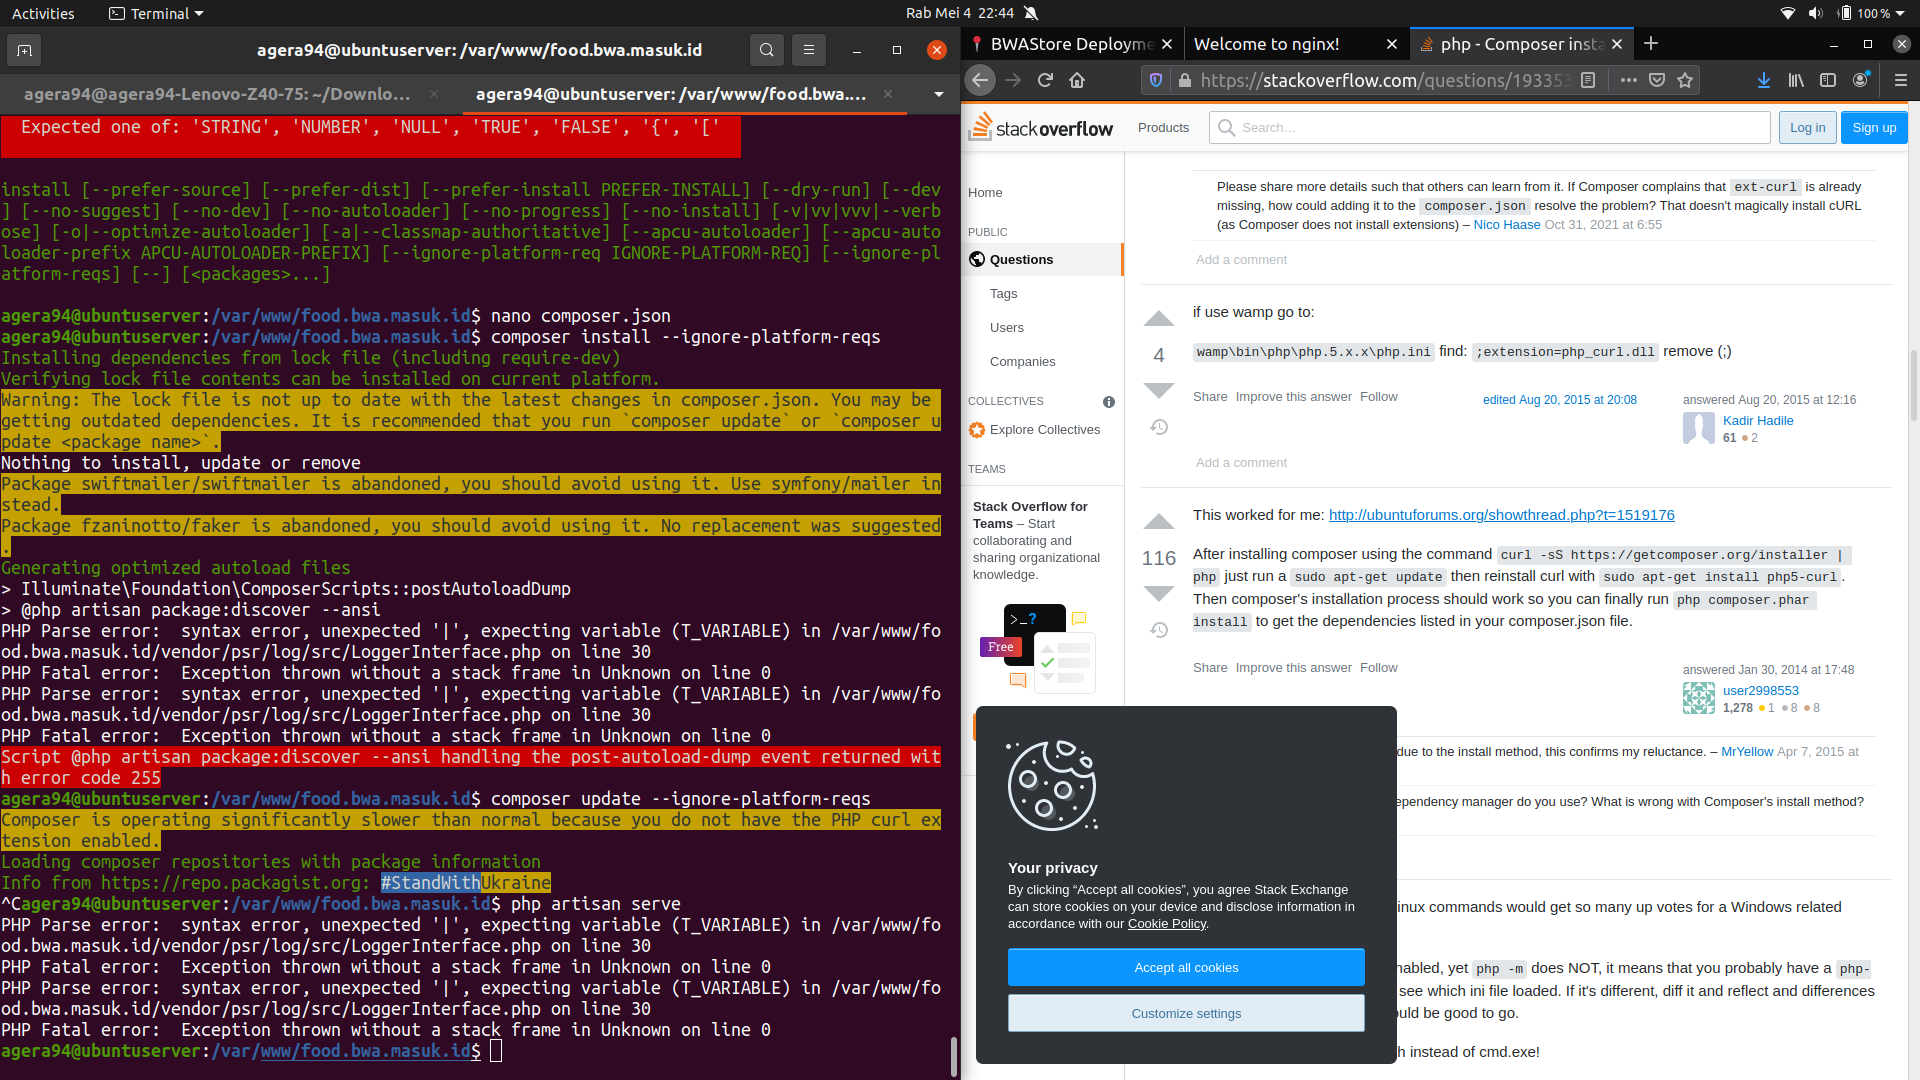 Activities
Terminal
Rab Mei 4 22:44
100 %
agera94@ubuntuserver: /var/www/food.bwa.masuk.id
agera94@agera94-Lenovo-Z40-75: ~/Downlo...
agera94@ubuntuserver: /var/www/food.bwa....
Expected one of: 'STRING', 'NUMBER', 'NULL', 'TRUE', 'FALSE', '{', '['
install [--prefer-source] [--prefer-dist] [--prefer-install PREFER-INSTALL] [--dry-run] [--dev
] [--no-suggest] [--no-dev] [--no-autoloader] [--no-progress] [--no-install] [-v|vv|vvv|--verb
ose] [-o|--optimize-autoloader] [-a|--classmap-authoritative] [--apcu-autoloader] [--apcu-auto
loader-prefix APCU-AUTOLOADER-PREFIX] [--ignore-platform-req IGNORE-PLATFORM-REQ] [--ignore-pl
atform-reqs] [--] [<packages>...]
agera94@ubuntuserver:/var/www/food.bwa.masuk.id$ nano composer.json
agera94@ubuntuserver:/var/www/food.bwa.masuk.id$ composer install --ignore-platform-reqs
Installing dependencies from lock file (including require-dev)
Verifying lock file contents can be installed on current platform.
Warning: The lock file is not up to date with the latest changes in composer.json. You may be
getting outdated dependencies. It is recommended that you run `composer update` or `composer u
pdate <package name>`.
Nothing to install, update or remove
Package swiftmailer/swiftmailer is abandoned, you should avoid using it. Use symfony/mailer in
stead.
Package fzaninotto/faker is abandoned, you should avoid using it. No replacement was suggested
.
Generating optimized autoload files
> Illuminate\Foundation\ComposerScripts::postAutoloadDump
> @php artisan package:discover --ansi
PHP Parse error:  syntax error, unexpected '|', expecting variable (T_VARIABLE) in /var/www/fo
od.bwa.masuk.id/vendor/psr/log/src/LoggerInterface.php on line 30
PHP Fatal error:  Exception thrown without a stack frame in Unknown on line 0
PHP Parse error:  syntax error, unexpected '|', expecting variable (T_VARIABLE) in /var/www/fo
od.bwa.masuk.id/vendor/psr/log/src/LoggerInterface.php on line 30
PHP Fatal error:  Exception thrown without a stack frame in Unknown on line 0
Script @php artisan package:discover --ansi handling the post-autoload-dump event returned wit
h error code 255
agera94@ubuntuserver:/var/www/food.bwa.masuk.id$ composer update --ignore-platform-reqs
Composer is operating significantly slower than normal because you do not have the PHP curl ex
tension enabled.
Loading composer repositories with package information
Info from https://repo.packagist.org: #StandWithUkraine
^Cagera94@ubuntuserver:/var/www/food.bwa.masuk.id$ php artisan serve
PHP Parse error:  syntax error, unexpected '|', expecting variable (T_VARIABLE) in /var/www/fo
od.bwa.masuk.id/vendor/psr/log/src/LoggerInterface.php on line 30
PHP Fatal error:  Exception thrown without a stack frame in Unknown on line 0
PHP Parse error:  syntax error, unexpected '|', expecting variable (T_VARIABLE) in /var/www/fo
od.bwa.masuk.id/vendor/psr/log/src/LoggerInterface.php on line 30
PHP Fatal error:  Exception thrown without a stack frame in Unknown on line 0
agera94@ubuntuserver:/var/www/food.bwa.masuk.id$
BWAStore Deployme
Welcome to nginx!
php - Composer insta
https://stackoverflow.com/questions/193353
stackoverflow
Products
Search...
Log in
Sign up
Home
PUBLIC
Questions
Tags
Users
Companies
COLLECTIVES
Explore Collectives
TEAMS
Stack Overflow for
Teams – Start
collaborating and
sharing organizational
knowledge.
>_?
Free
Please share more details such that others can learn from it. If Composer complains that ext-curl is already
missing, how could adding it to the composer.json resolve the problem? That doesn't magically install cURL
(as Composer does not install extensions) – Nico Haase Oct 31, 2021 at 6:55
Add a comment
if use wamp go to:
4
wamp\bin\php\php.5.x.x\php.ini find: ;extension=php_curl.dll remove (;)
Share Improve this answer Follow
edited Aug 20, 2015 at 20:08
answered Aug 20, 2015 at 12:16
Kadir Hadile
61 2
Add a comment
This worked for me: http://ubuntuforums.org/showthread.php?t=1519176
116
After installing composer using the command curl -sS https://getcomposer.org/installer |
php just run a sudo apt-get update then reinstall curl with sudo apt-get install php5-curl.
Then composer's installation process should work so you can finally run php composer.phar
install to get the dependencies listed in your composer.json file.
Share Improve this answer Follow
answered Jan 30, 2014 at 17:48
user2998553
1,278 1 8 8
due to the install method, this confirms my reluctance. – MrYellow Apr 7, 2015 at
ependency manager do you use? What is wrong with Composer's install method?
inux commands would get so many up votes for a Windows related
nabled, yet php -m does NOT, it means that you probably have a php-
see which ini file loaded. If it's different, diff it and reflect and differences
uld be good to go.
h instead of cmd.exe!
Your privacy
By clicking “Accept all cookies”, you agree Stack Exchange
can store cookies on your device and disclose information in
accordance with our Cookie Policy.
Accept all cookies
Customize settings